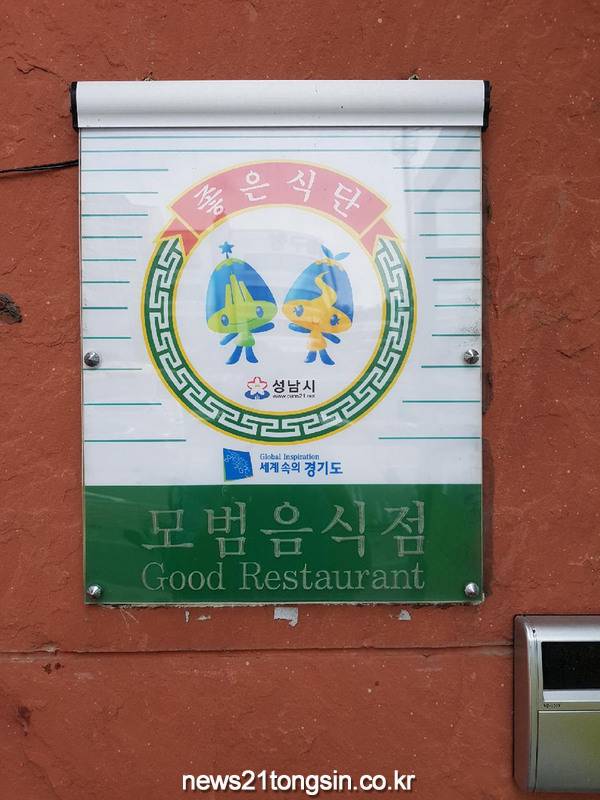 좋은식단
성남시
Global Inspiration
세계 속의 경기도
모범음식점
Good Restaurant
news21tongsin.co.kr